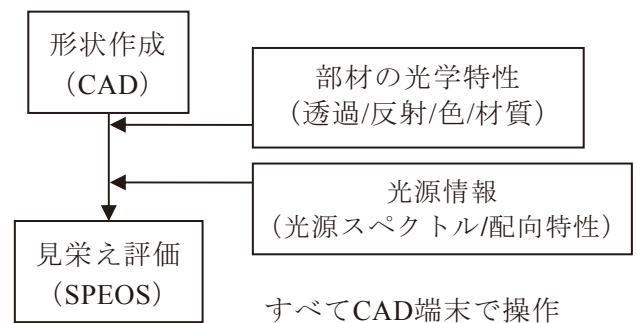 形状作成
（CAD）
部材の光学特性
（透過/反射/色/材質）
光源情報
（光源スペクトル/配向特性）
見栄え評価
（SPEOS）
すべてCAD端末で操作